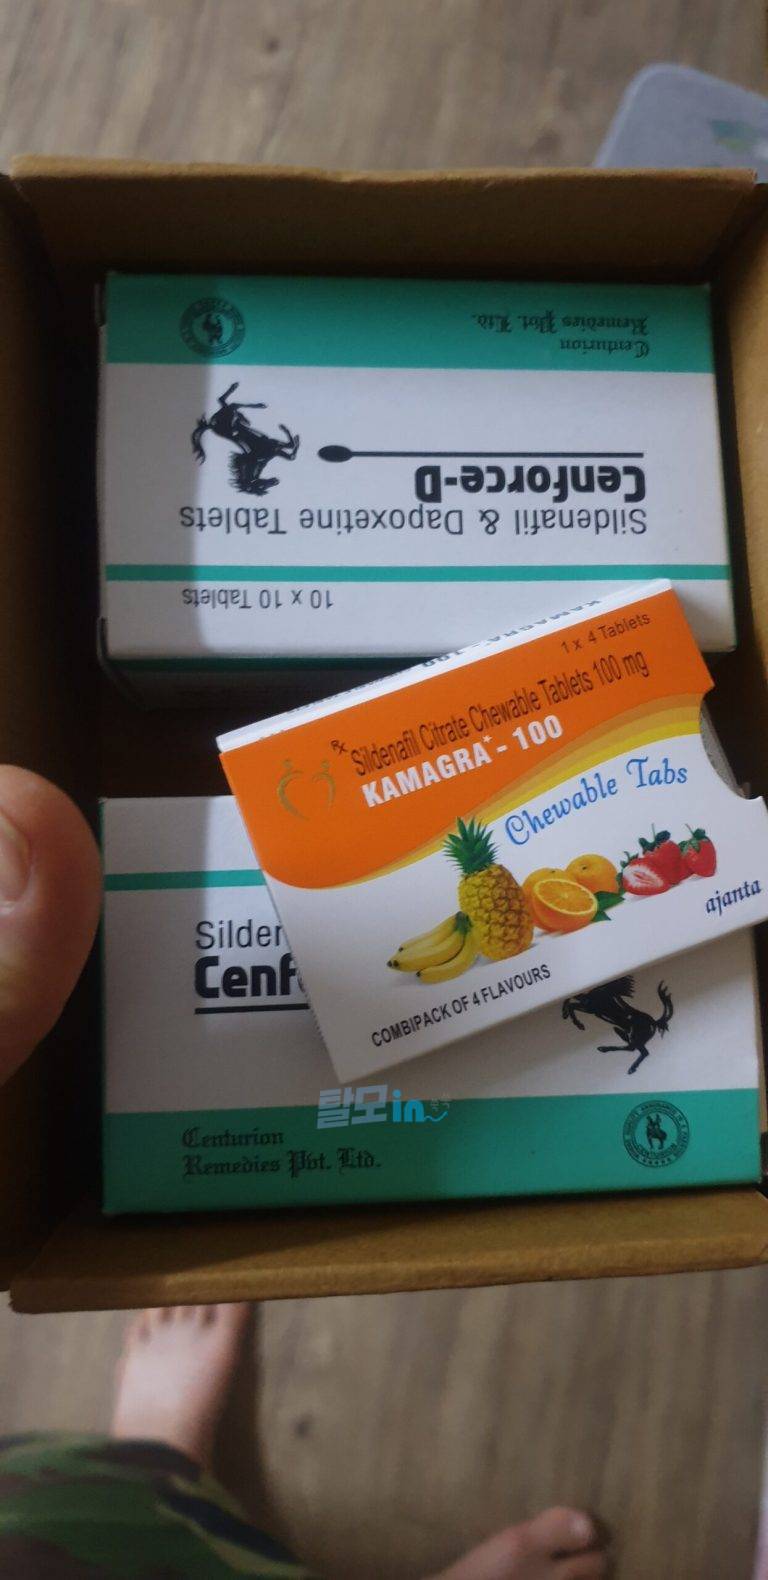 Centurion
Remedies Pvt. Ltd.
Cenforce-D
Sildenafil & Dapoxetine Tablets
10 x 10 Tablets
1 x 4 Tablets
Rx
Sildenafil Citrate Chewable Tablets 100 mg
KAMAGRA+ - 100
Chewable Tabs
ajanta
COMBIPACK OF 4 FLAVOURS
Silden
Cenf
탈모in
Centurion
Remedies Pvt. Ltd.